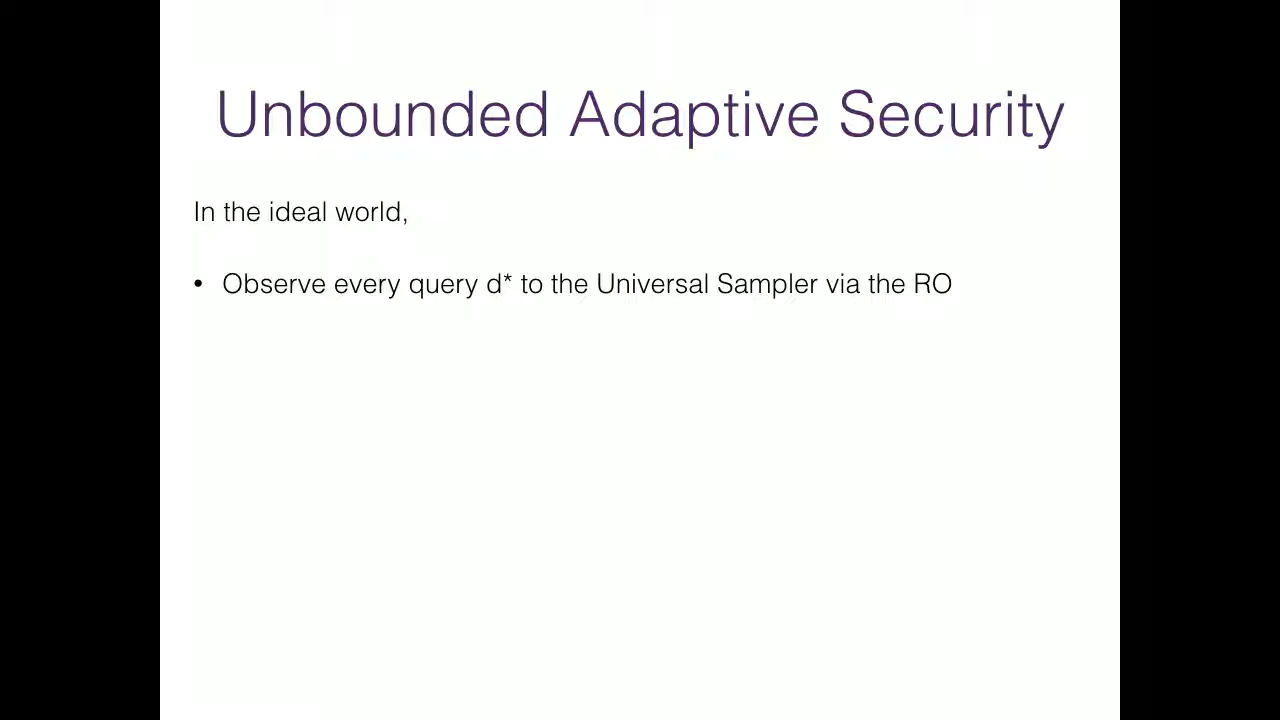 Unbounded Adaptive Security
In the ideal world,
• Observe every query d* to the Universal Sampler via the RO